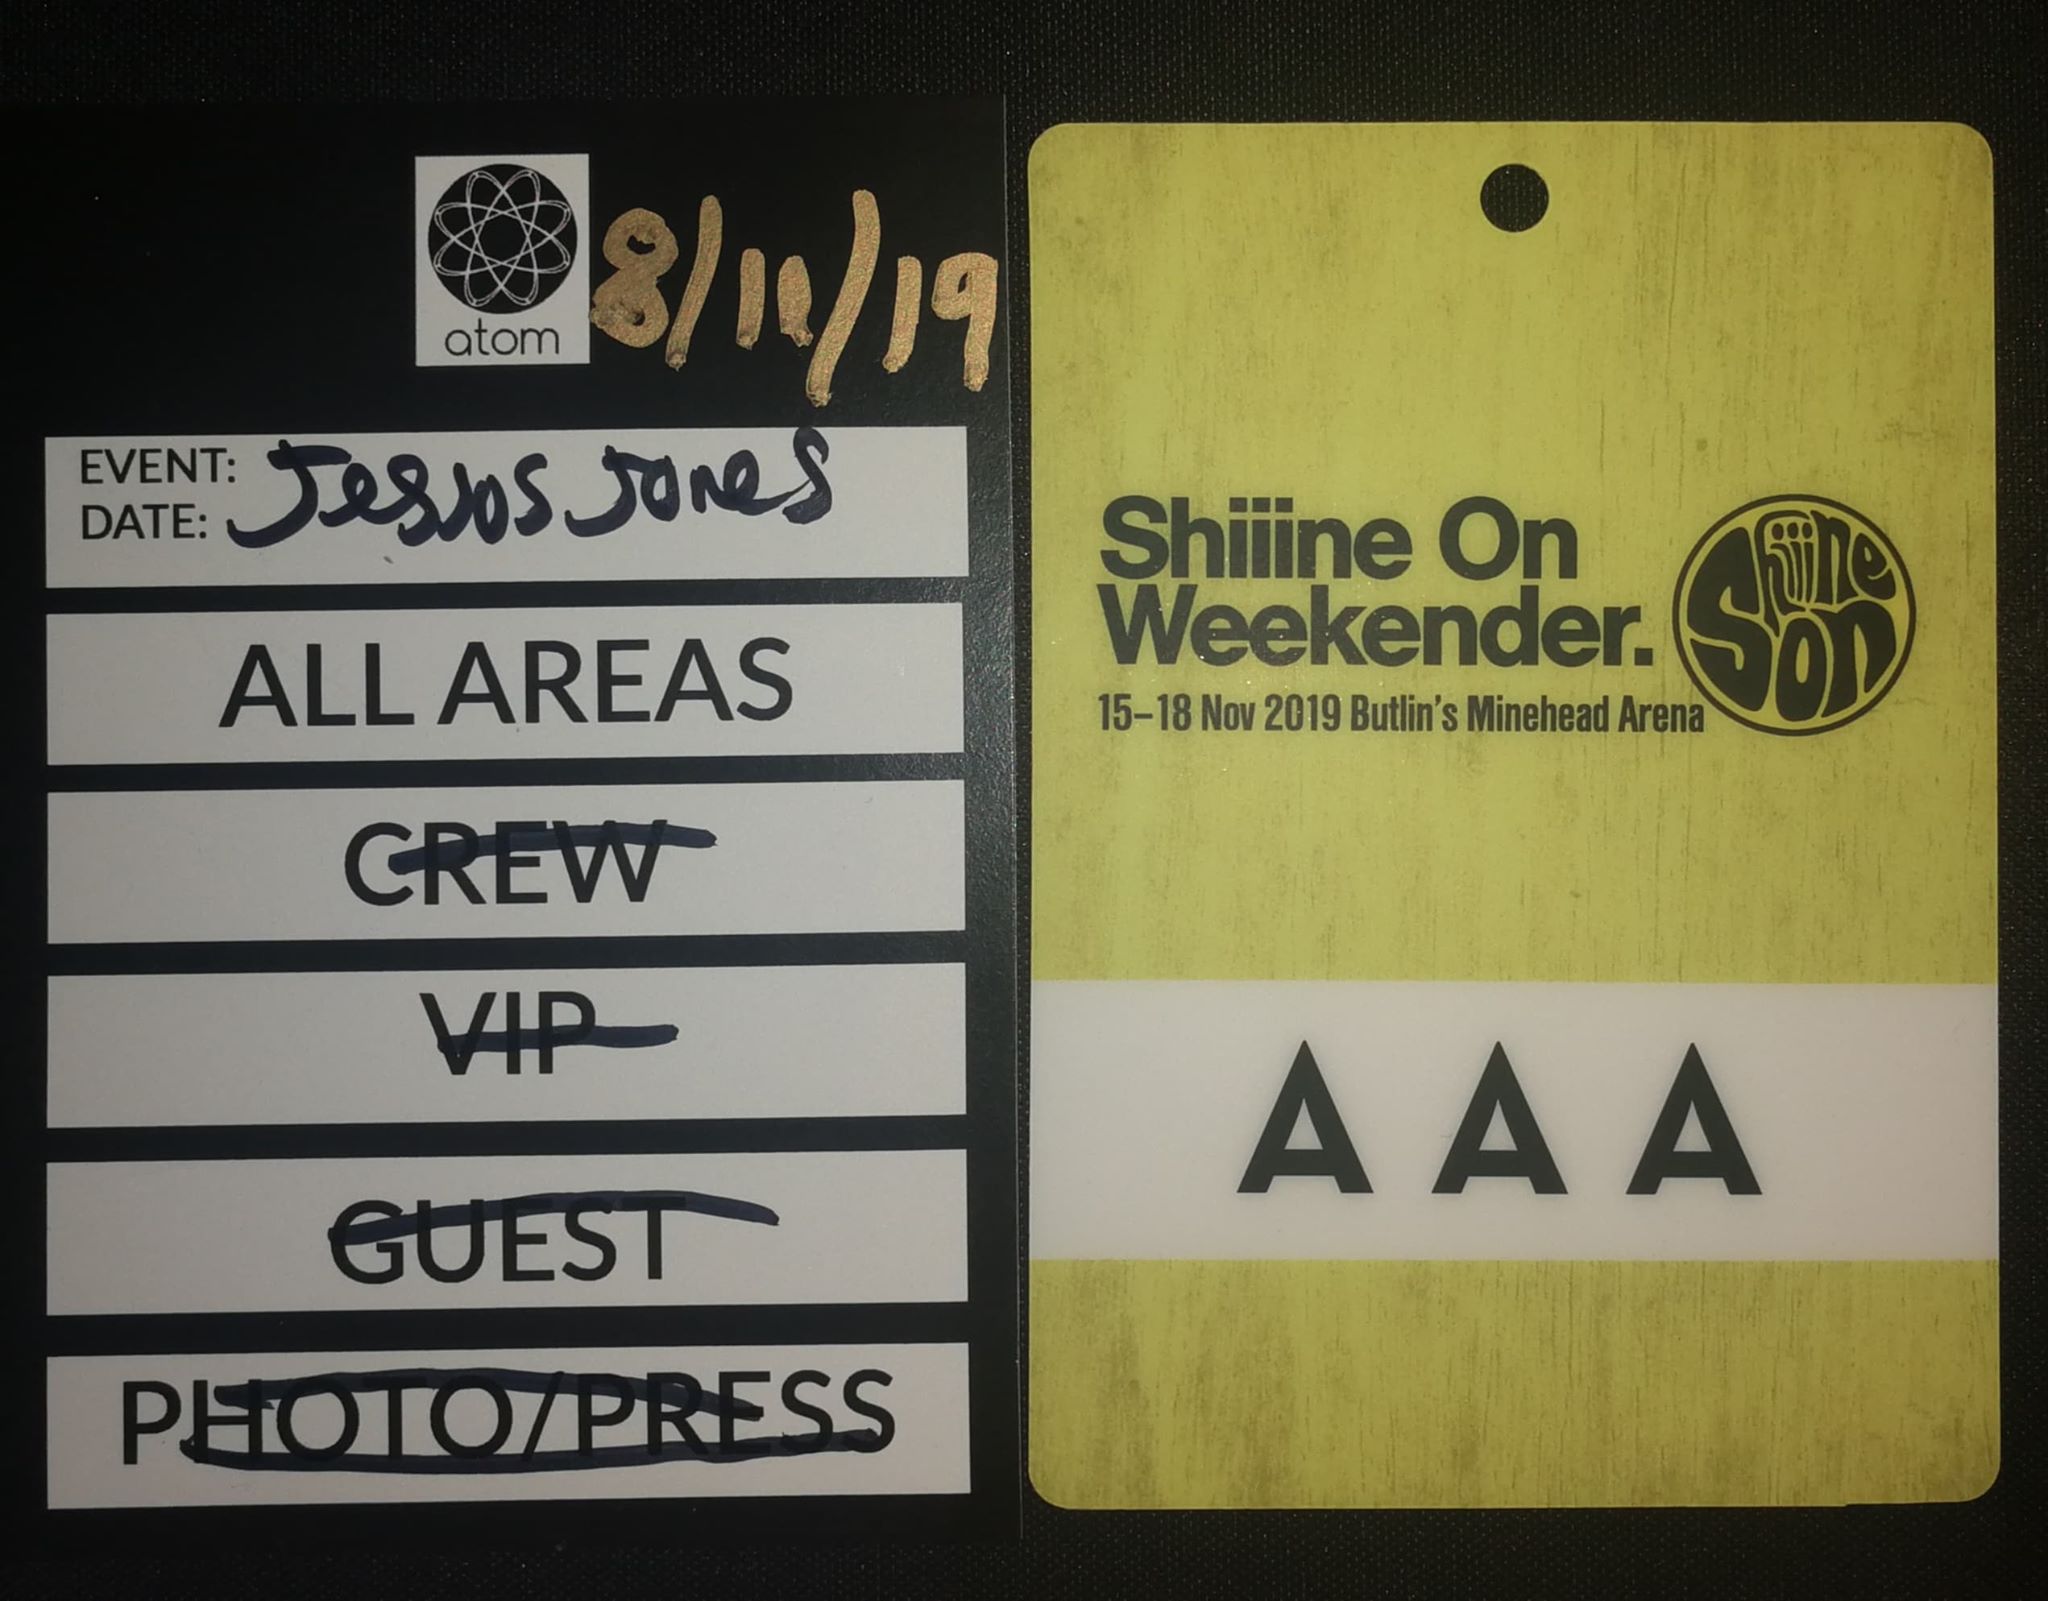 atom
8/11/19
EVENT: Jesus Jones
DATE:
ALL AREAS
CREW
VIP
GUEST
PHOTO/PRESS
Shiiine On
Weekender.
Shiiine
On
15–18 Nov 2019 Butlin's Minehead Arena
AAA